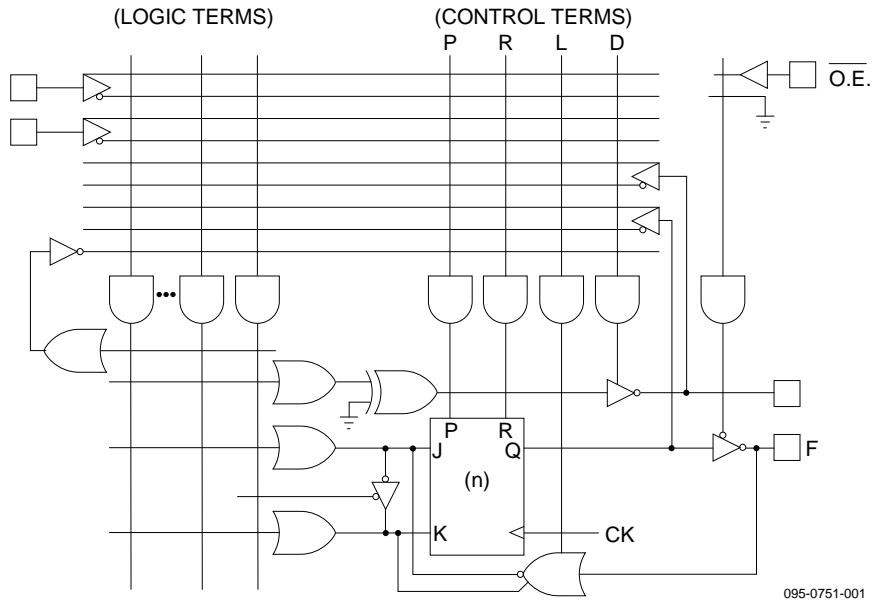 (LOGIC TERMS) (CONTROL TERMS)
P R L D
O.E.
P R
J Q F
(n)
K CK
095-0751-001